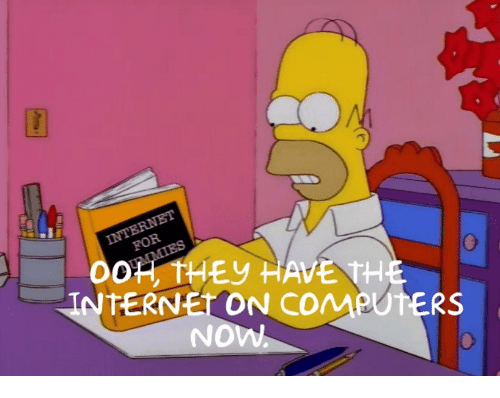 INTERNET
FOR
OOH, THEY HAVE THE
INTERNET ON COMPUTERS
NOW.